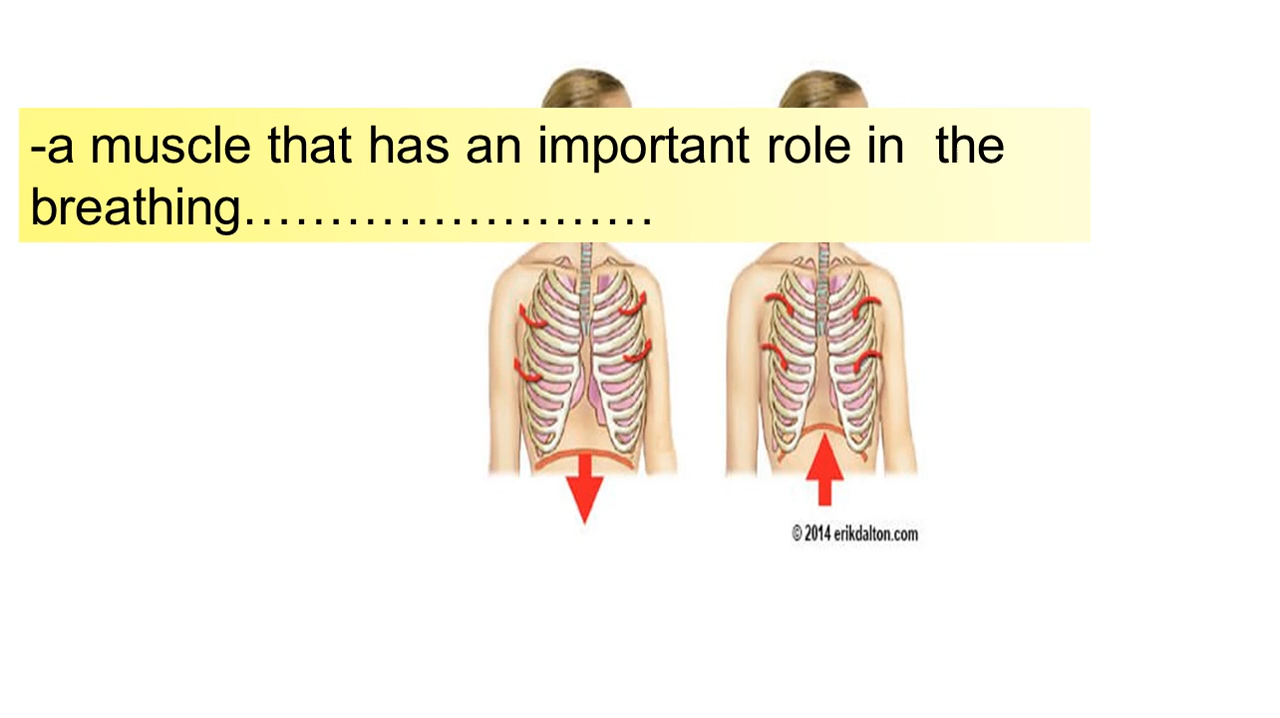 -a muscle that has an important role in  the
breathing……………………
© 2014 erikdalton.com